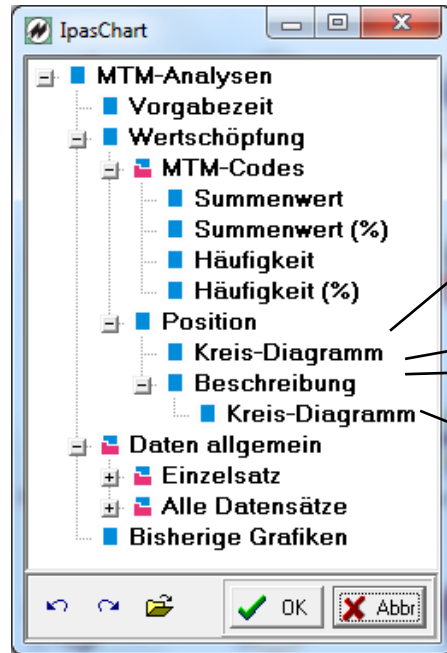 IpasChart
MTM-Analysen
Vorgabezeit
Wertschöpfung
MTM-Codes
Summenwert
Summenwert (%)
Häufigkeit
Häufigkeit (%)
Position
Kreis-Diagramm
Beschreibung
Kreis-Diagramm
Daten allgemein
Einzelsatz
Alle Datensätze
Bisherige Grafiken
OK Abbr